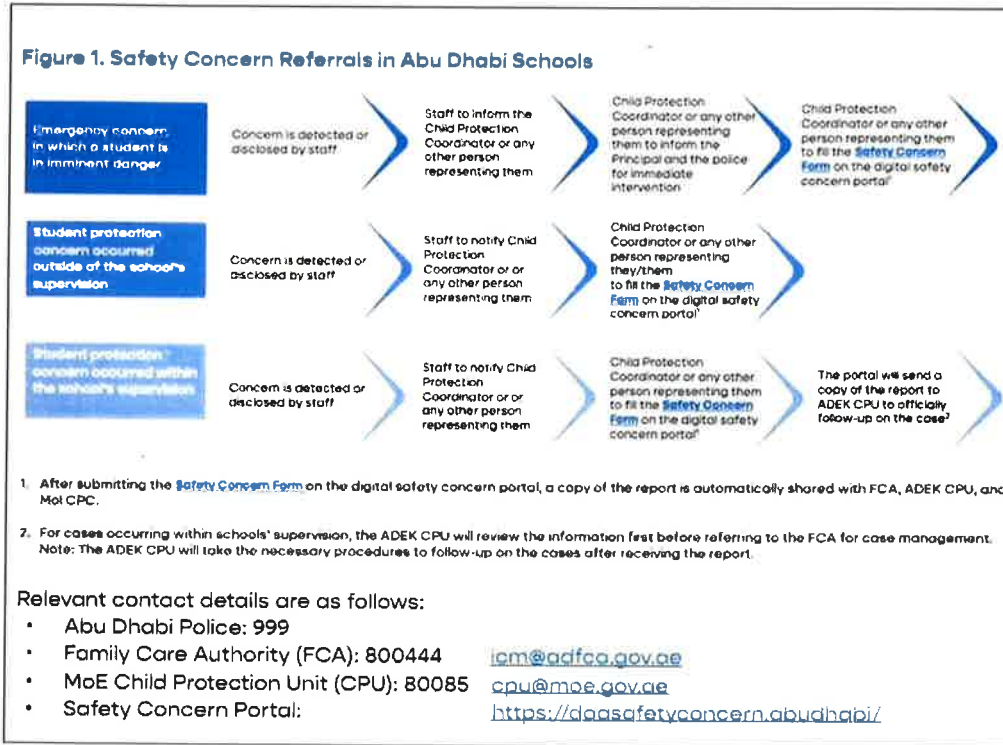 Figure 1. Safety Concern Referrals in Abu Dhabi Schools
Emergency concern,
in which a student is
in imminent danger
Concern is detected or
disclosed by staff
Staff to inform the
Child Protection
Coordinator or any
other person
representing them
Child Protection
Coordinator or any other
person representing
them to inform the
Principal and the police
for immediate
intervention
Child Protection
Coordinator or any other
person representing them
to fill the Safety Concern
Form on the digital safety
concern portal¹
Student protection
concern occurred
outside of the school's
supervision
Concern is detected or
disclosed by staff
Staff to notify Child
Protection
Coordinator or or
any other person
representing them
Child Protection
Coordinator or any other
person representing
they/them
to fill the Safety Concern
Form on the digital safety
concern portal¹
Student protection
concern occurred within
the school's supervision
Concern is detected or
disclosed by staff
Staff to notify Child
Protection
Coordinator or or
any other person
representing them
Child Protection
Coordinator or any other
person representing them
to fill the Safety Concern
Form on the digital safety
concern portal¹
The portal will send a
copy of the report to
ADEK CPU to officially
follow-up on the case²
1. After submitting the Safety Concern Form on the digital safety concern portal, a copy of the report is automatically shared with FCA, ADEK CPU, and
MoI CPC.
2. For cases occurring within schools' supervision, the ADEK CPU will review the information first before referring to the FCA for case management.
Note: The ADEK CPU will take the necessary procedures to follow-up on the cases after receiving the report.
Relevant contact details are as follows:
• Abu Dhabi Police: 999
• Family Care Authority (FCA): 800444 icm@adfca.gov.ae
• MoE Child Protection Unit (CPU): 80085 cpu@moe.gov.ae
• Safety Concern Portal: https://daasafetyconcern.abudhabi/